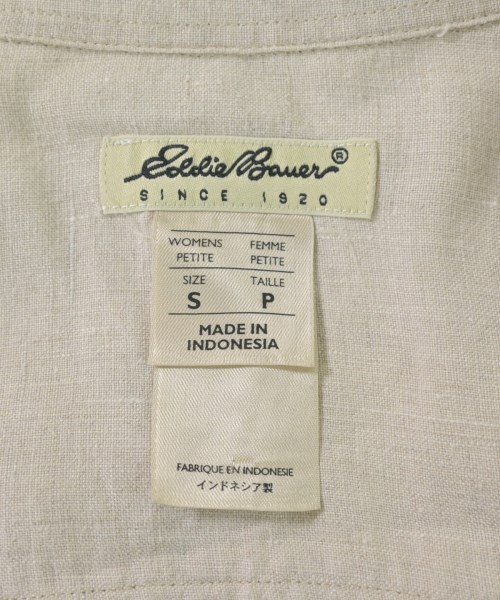 Eddie Bauer®
SINCE 1920
WOMENS FEMME
PETITE PETITE
SIZE TAILLE
S P
MADE IN
INDONESIA
FABRIQUE EN INDONESIE
インドネシア製